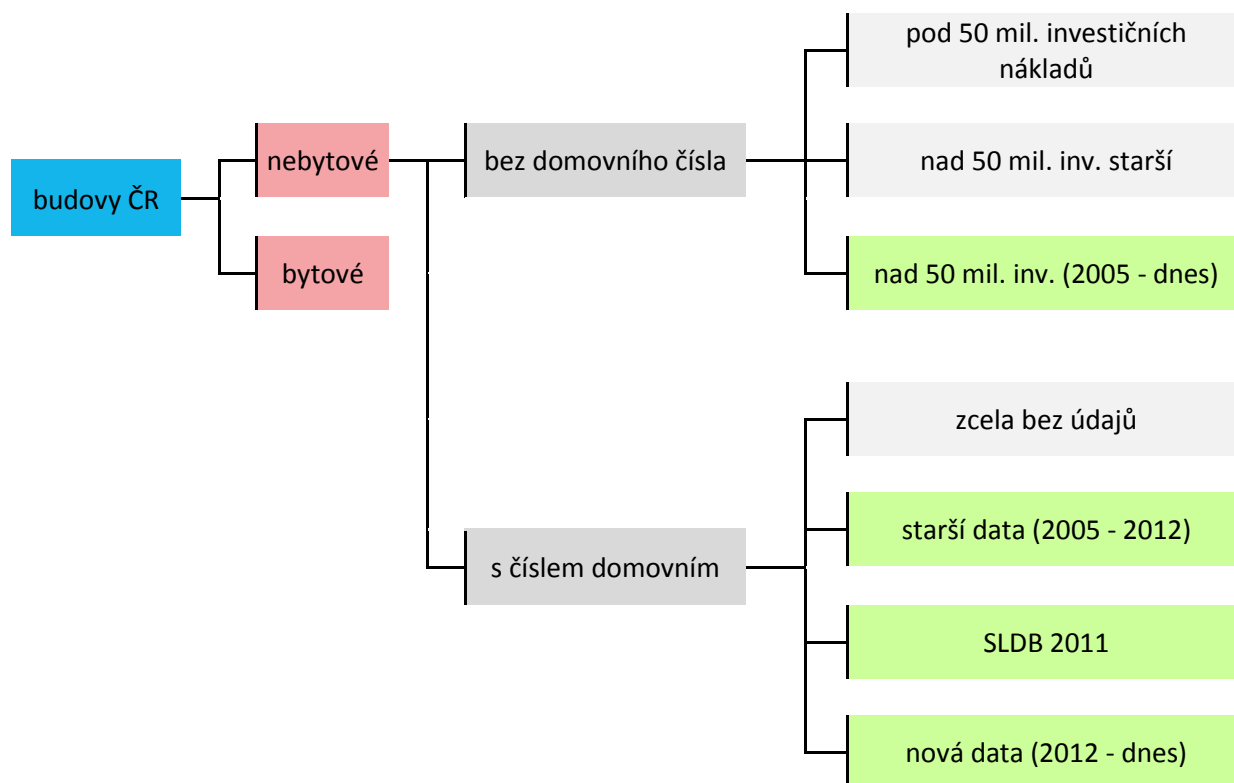 pod 50 mil. investičních
nákladů
nebytové
bez domovního čísla
nad 50 mil. inv. starší
budovy ČR
bytové
nad 50 mil. inv. (2005 - dnes)
zcela bez údajů
starší data (2005 - 2012)
s číslem domovním
SLDB 2011
nová data (2012 - dnes)